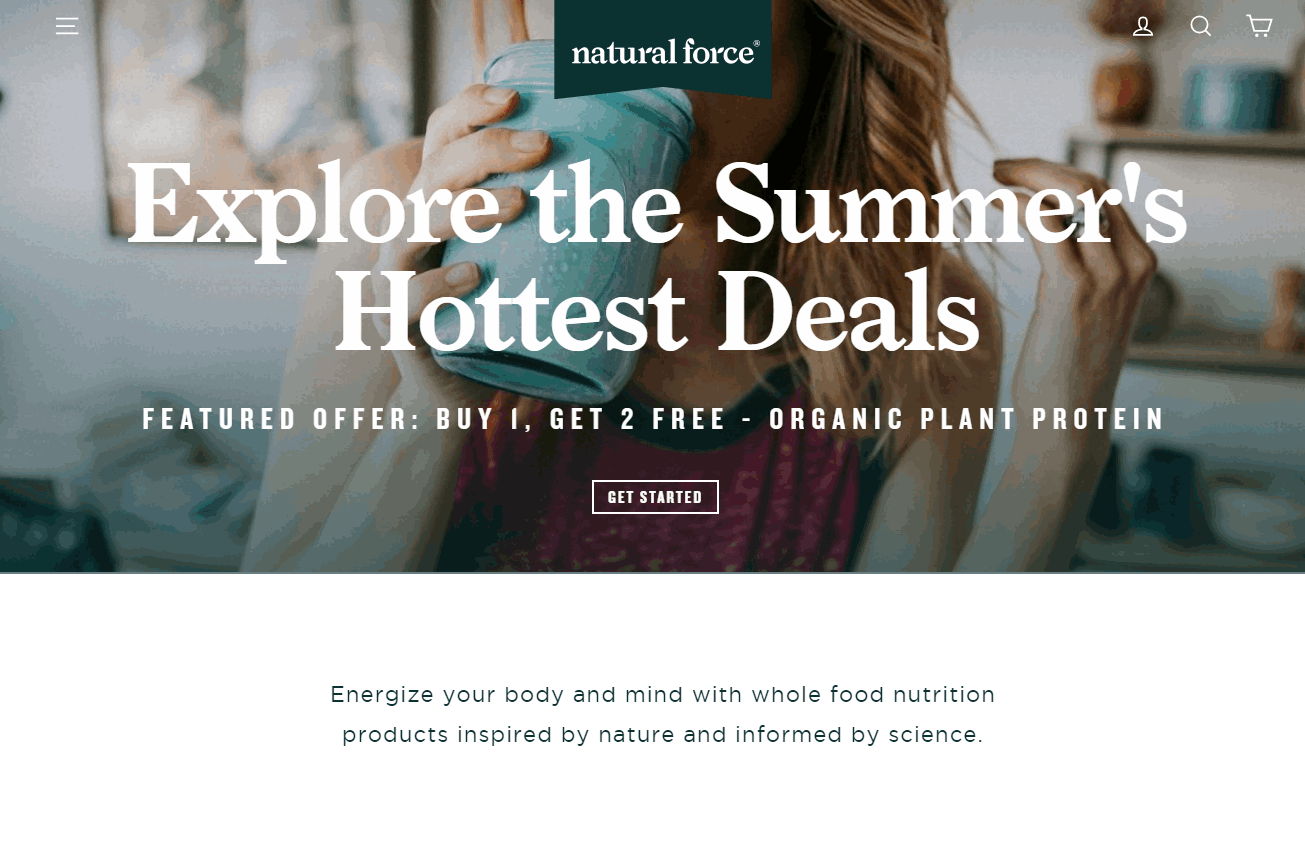 natural force®
Explore the Summer's
Hottest Deals
FEATURED OFFER: BUY 1, GET 2 FREE - ORGANIC PLANT PROTEIN
GET STARTED
Energize your body and mind with whole food nutrition
products inspired by nature and informed by science.